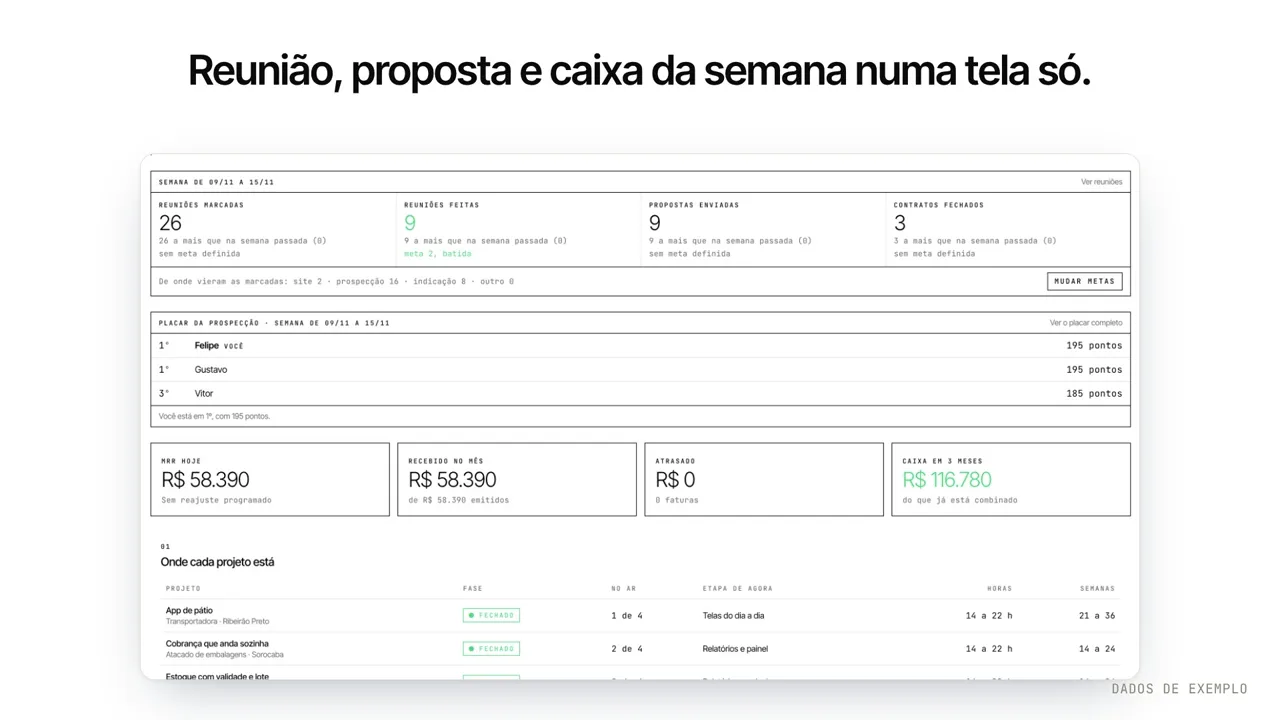 Reunião, proposta e caixa da semana numa tela só.
SEMANA DE 09/11 A 15/11
Ver reuniões
REUNIÕES MARCADAS
26
26 a mais que na semana passada (0)
sem meta definida
REUNIÕES FEITAS
9
9 a mais que na semana passada (0)
meta 2, batida
PROPOSTAS ENVIADAS
9
9 a mais que na semana passada (0)
sem meta definida
CONTRATOS FECHADOS
3
3 a mais que na semana passada (0)
sem meta definida
De onde vieram as marcadas: site 2 · prospecção 16 · indicação 8 · outro 0
MUDAR METAS
PLACAR DA PROSPECÇÃO · SEMANA DE 09/11 A 15/11
Ver o placar completo
1° Felipe VOCÊ 195 pontos
1° Gustavo 195 pontos
3° Vitor 185 pontos
Você está em 1º, com 195 pontos.
MRR HOJE
R$ 58.390
Sem reajuste programado
RECEBIDO NO MÊS
R$ 58.390
de R$ 58.390 emitidos
ATRASADO
R$ 0
0 faturas
CAIXA EM 3 MESES
R$ 116.780
do que já está combinado
01
Onde cada projeto está
PROJETO FASE NO AR ETAPA DE AGORA HORAS SEMANAS
App de pátio
Transportadora · Ribeirão Preto
FECHADO 1 de 4 Telas do dia a dia 14 a 22 h 21 a 36
Cobrança que anda sozinha
Atacado de embalagens · Sorocaba
FECHADO 2 de 4 Relatórios e painel 14 a 22 h 14 a 24
Estoque com validade e lote
DADOS DE EXEMPLO